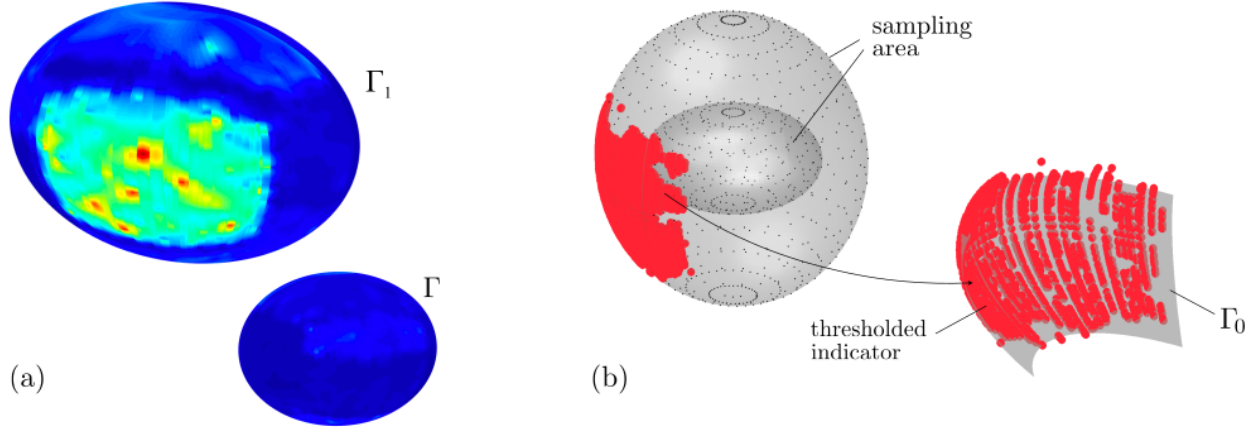 Γ₁
Γ
(a)
sampling
area
thresholded
indicator
Γ₀
(b)